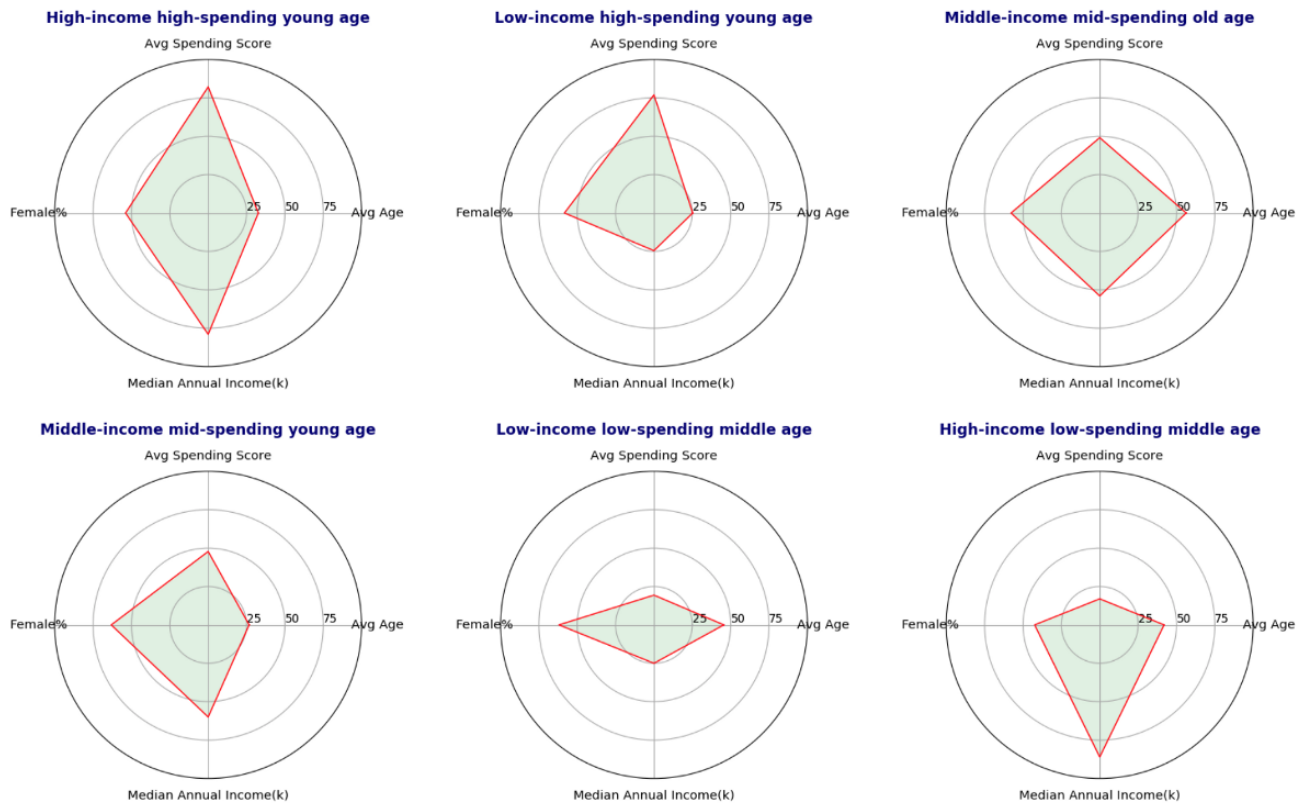 High-income high-spending young age
Avg Spending Score
Female%
25
50
75
Avg Age
Median Annual Income(k)
Low-income high-spending young age
Avg Spending Score
Female%
25
50
75
Avg Age
Median Annual Income(k)
Middle-income mid-spending old age
Avg Spending Score
Female%
25
50
75
Avg Age
Median Annual Income(k)
Middle-income mid-spending young age
Avg Spending Score
Female%
25
50
75
Avg Age
Median Annual Income(k)
Low-income low-spending middle age
Avg Spending Score
Female%
25
50
75
Avg Age
Median Annual Income(k)
High-income low-spending middle age
Avg Spending Score
Female%
25
50
75
Avg Age
Median Annual Income(k)